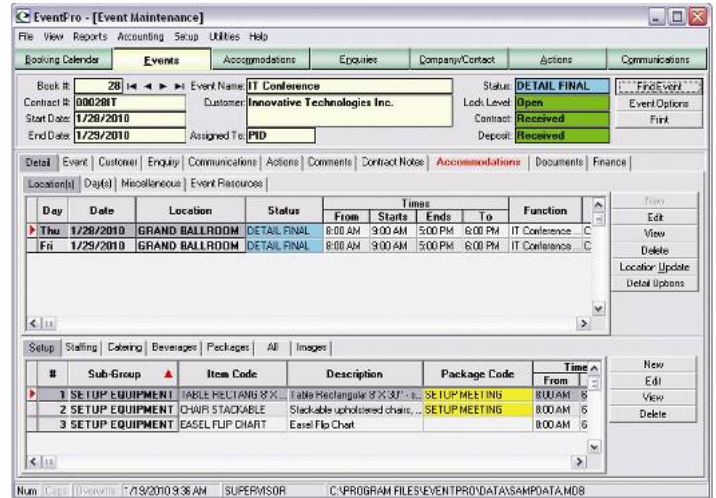 EventPro - [Event Maintenance]
File View Reports Accounting Setup Utilities Help
Booking Calendar Events Accommodations Enquiries Company/Contact Actions Communications
Book #: 28 Event Name: IT Conference Status: DETAIL FINAL Find Event
Contract #: 00028IT Customer: Innovative Technologies Inc. Lock Level: Open Event Options
Start Date: 1/28/2010 Contract: Received Print
End Date: 1/29/2010 Assigned To: PID Deposit: Received
Detail Event Customer Enquiry Communications Actions Comments Contract Notes Accommodations Documents Finance
Location(s) Day(s) Miscellaneous Event Resources
Day Date Location Status Times Function New
From Starts Ends To Edit
Thu 1/28/2010 GRAND BALLROOM DETAIL FINAL 8:00 AM 9:00 AM 5:00 PM 6:00 PM IT Conference ... C View
Fri 1/29/2010 GRAND BALLROOM DETAIL FINAL 8:00 AM 9:00 AM 5:00 PM 6:00 PM IT Conference ... C Delete
Location Update
Detail Options
Setup Staffing Catering Beverages Packages All Images
# Sub-Group Item Code Description Package Code Time New
From Edit
1 SETUP EQUIPMENT TABLE RECTANG 8' X ... Table Rectangular 8' X 30" - s... SETUP MEETING 8:00 AM 6 View
2 SETUP EQUIPMENT CHAIR STACKABLE Stackable upholstered chairs, ... SETUP MEETING 8:00 AM 6 Delete
3 SETUP EQUIPMENT EASEL FLIP CHART Easel Flip Chart 8:00 AM 6
Num Caps Overwrite 1/19/2010 9:36 AM SUPERVISOR C:\PROGRAM FILES\EVENTPRO\DATA\SAMPDATA.MDB